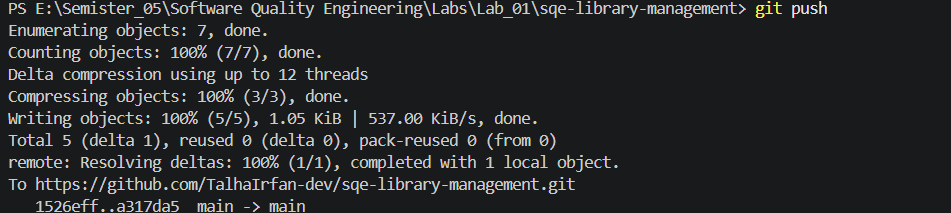 PS E:\Semister_05\Software Quality Engineering\Labs\Lab_01\sqe-library-management> git push
Enumerating objects: 7, done.
Counting objects: 100% (7/7), done.
Delta compression using up to 12 threads
Compressing objects: 100% (3/3), done.
Writing objects: 100% (5/5), 1.05 KiB | 537.00 KiB/s, done.
Total 5 (delta 1), reused 0 (delta 0), pack-reused 0 (from 0)
remote: Resolving deltas: 100% (1/1), completed with 1 local object.
To https://github.com/TalhaIrfan-dev/sqe-library-management.git
   1526eff..a317da5  main -> main